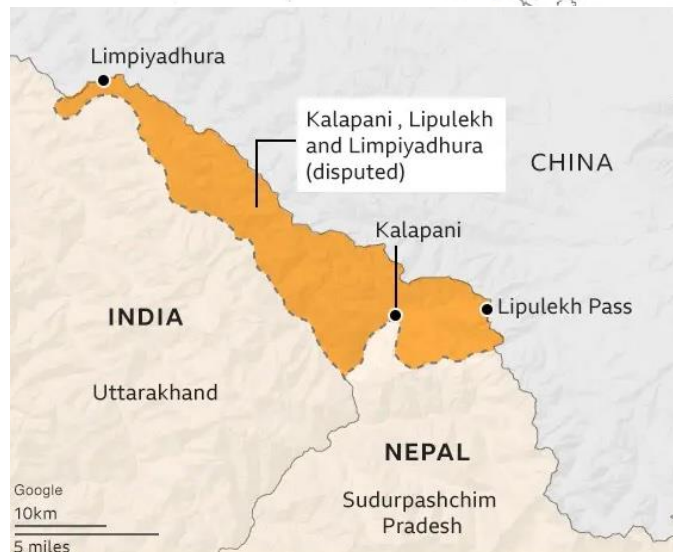 Limpiyadhura
Kalapani , Lipulekh
and Limpiyadhura
(disputed)
CHINA
Kalapani
Lipulekh Pass
INDIA
Uttarakhand
NEPAL
Sudurpashchim
Pradesh
Google
10km
5 miles